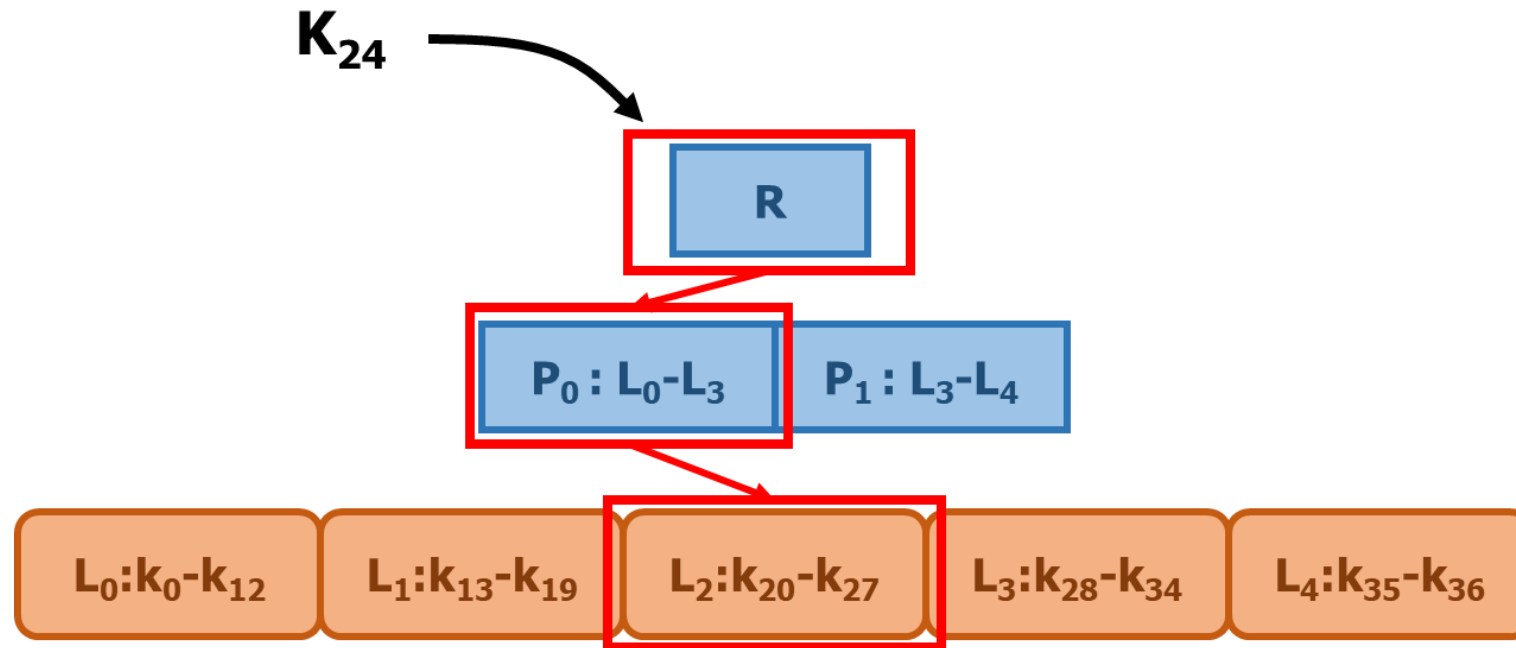 K₂₄
R
P₀ : L₀-L₃ P₁ : L₃-L₄
L₀:k₀-k₁₂ L₁:k₁₃-k₁₉ L₂:k₂₀-k₂₇ L₃:k₂₈-k₃₄ L₄:k₃₅-k₃₆